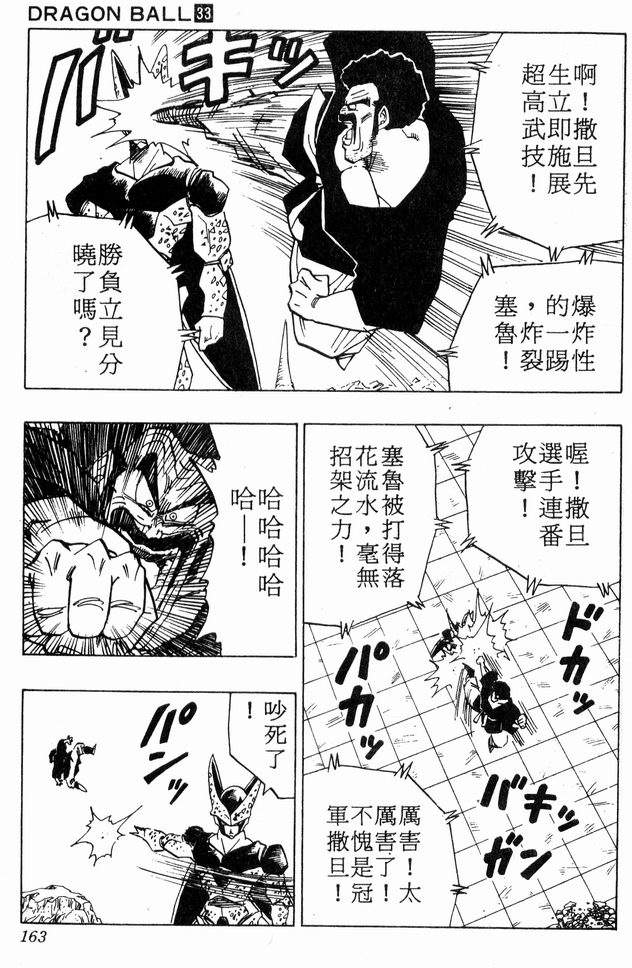 DRAGON BALL 33
啊！撒旦先
生立即施展
超高武技！
バキッ
爆炸性
的一踢
，炸裂
塞魯！
勝負立見分
曉了嗎？
喔！撒旦
選手連番
攻擊！
塞魯被打得落
花流水，毫無
招架之力！
ドカッ
パカッ
バキッ
ガン
厲害！太
厲害了！
不愧是冠
軍撒旦！
哈哈哈哈
哈—！
吵死了
！
パンッ
163